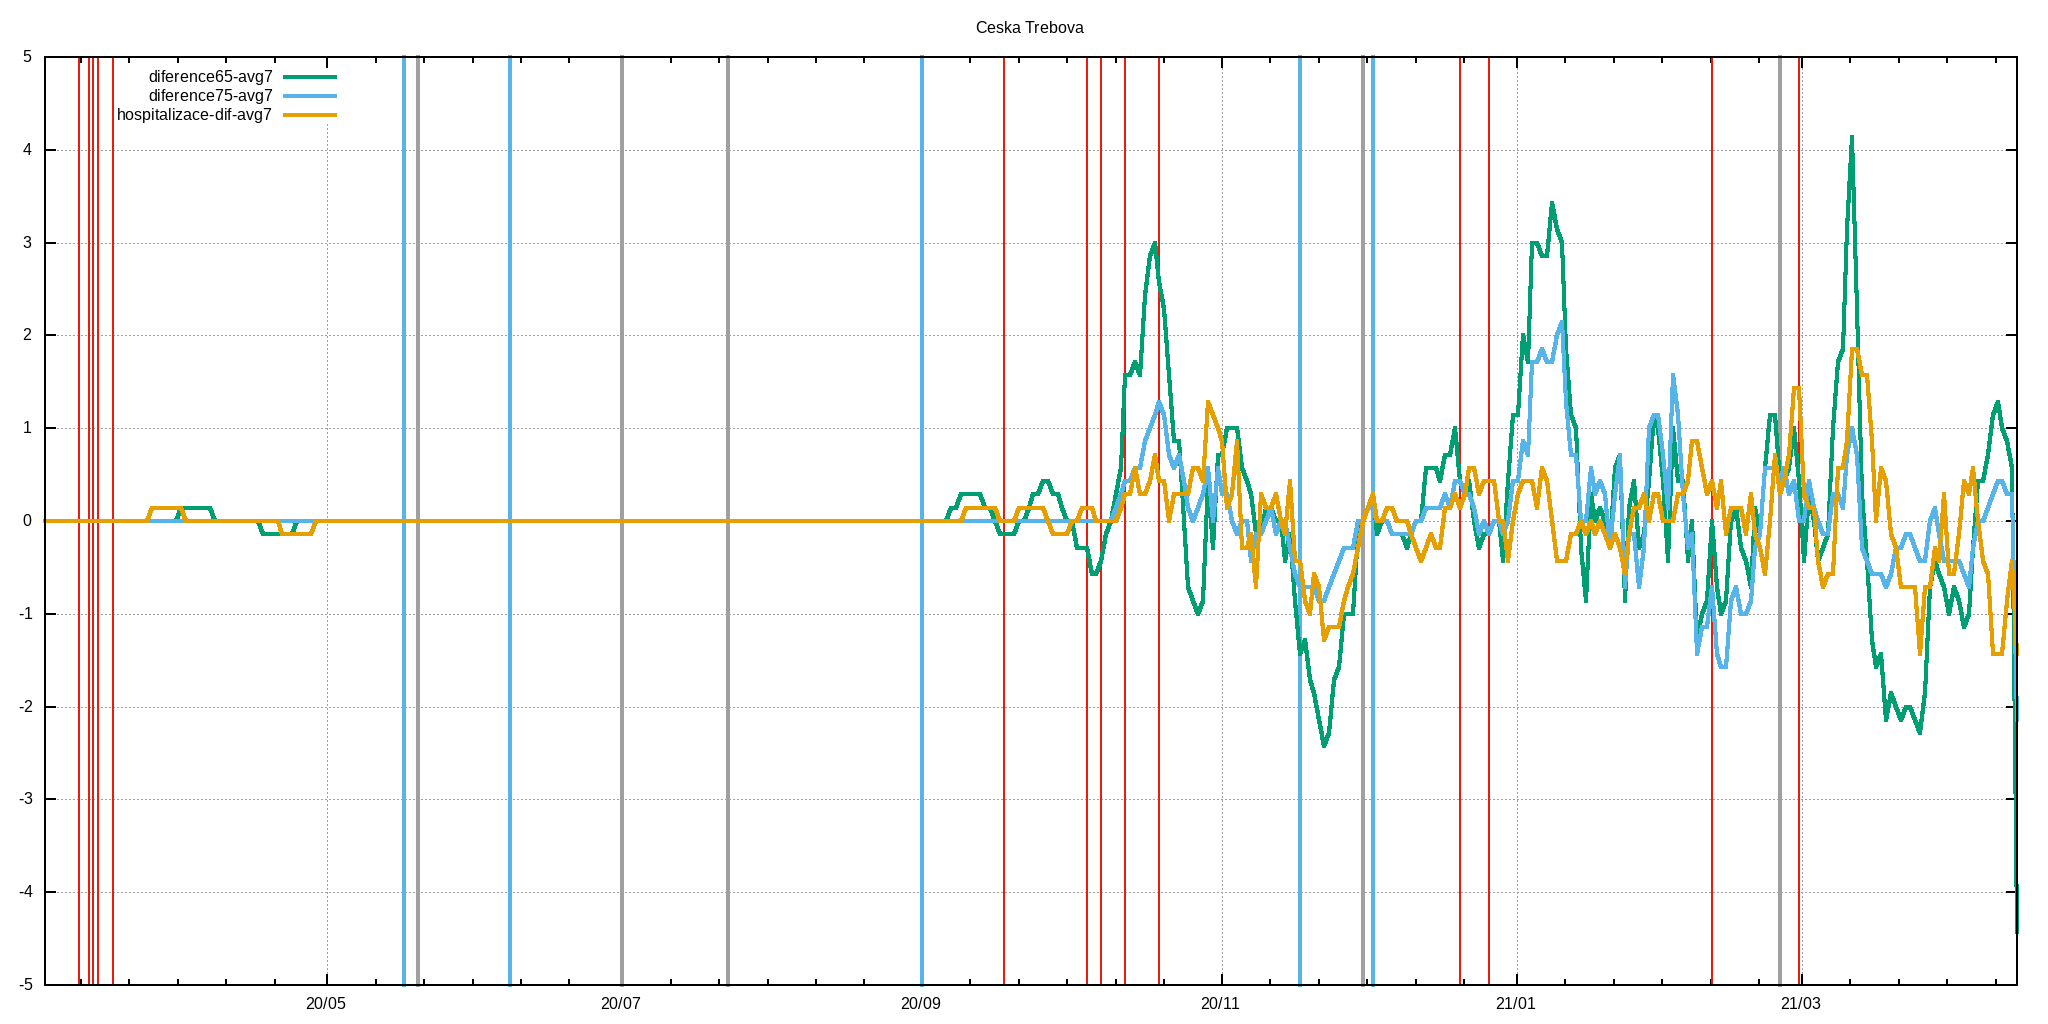 Ceska Trebova
5
diference65-avg7
diference75-avg7
hospitalizace-dif-avg7
4
3
2
1
0
-1
-2
-3
-4
-5
20/05 20/07 20/09 20/11 21/01 21/03